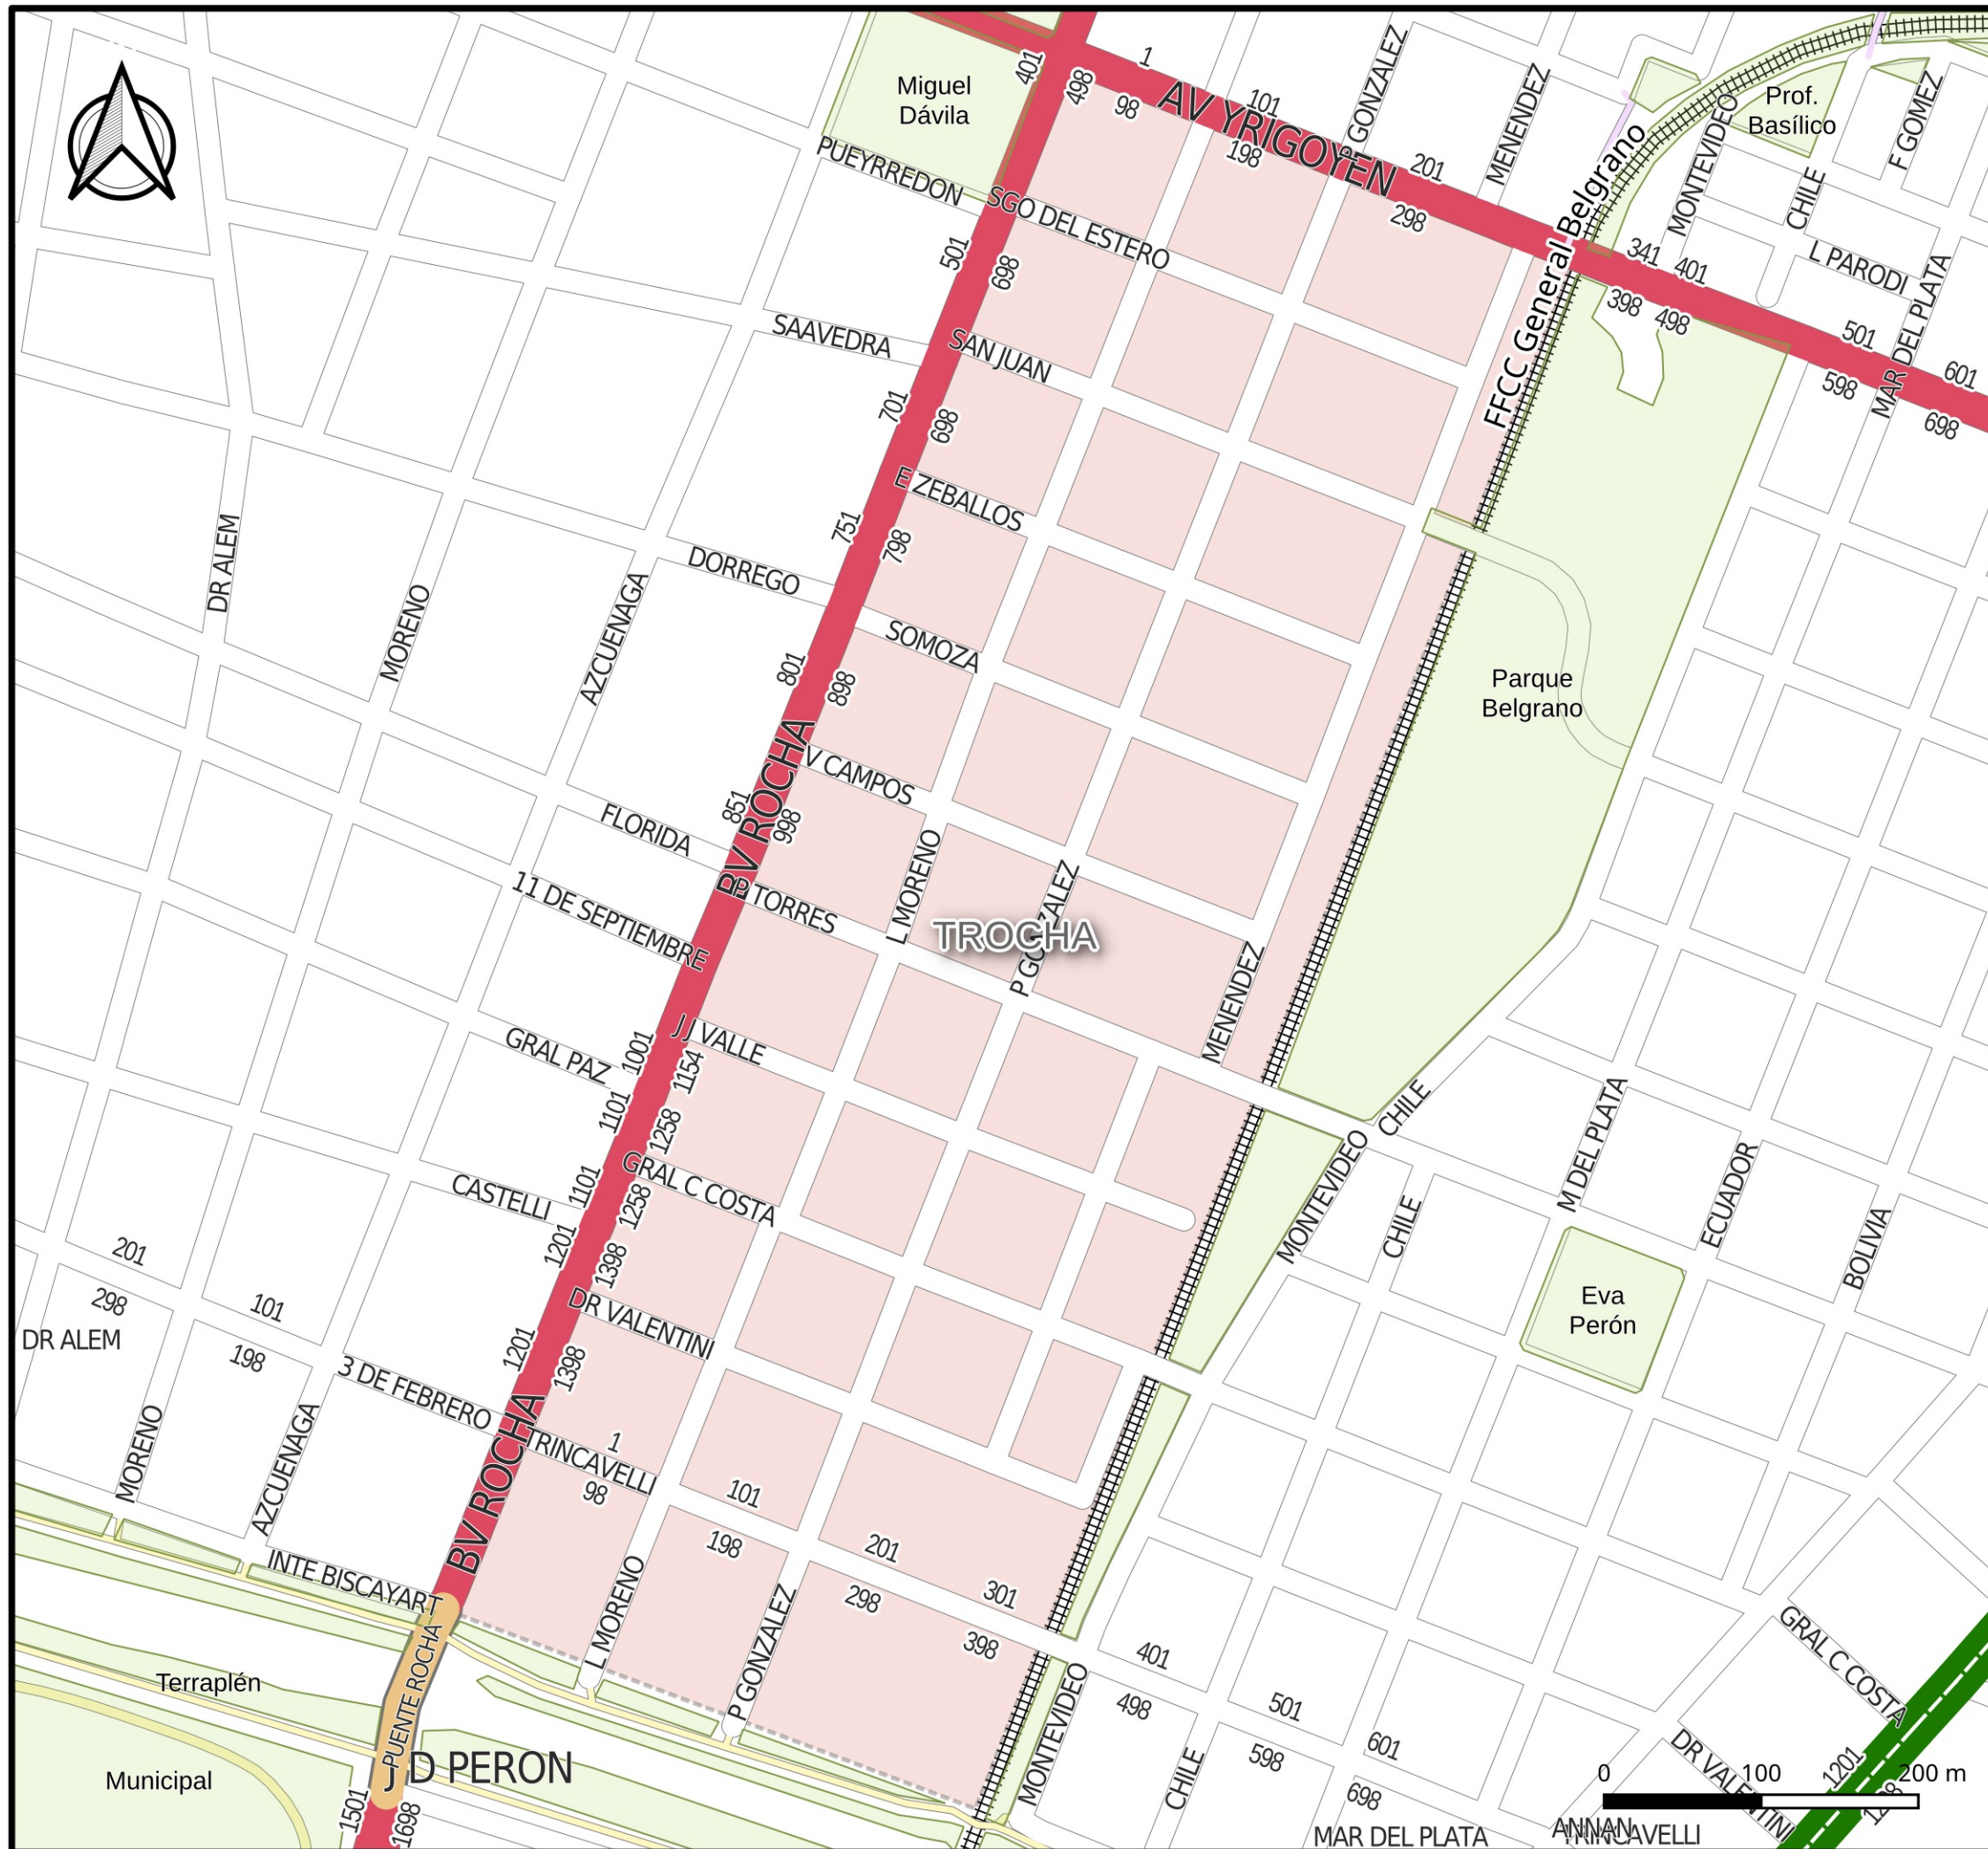 Miguel
Dávila
401
498
1
98
AV YRIGOYEN
101
198
P GONZALEZ
201
298
MENENDEZ
MONTEVIDEO
Prof.
Basílico
F GOMEZ
CHILE
L PARODI
MAR DEL PLATA
FFCC General Belgrano
341
401
398
498
501
598
601
698
PUEYRREDON
SGO DEL ESTERO
501
698
SAAVEDRA
SAN JUAN
701
698
E ZEBALLOS
751
798
DORREGO
SOMOZA
DR ALEM
MORENO
AZCUENAGA
801
898
Parque
Belgrano
BV ROCHA
V CAMPOS
851
998
FLORIDA
L MORENO
P GONZALEZ
11 DE SEPTIEMBRE
P TORRES
TROCHA
MENENDEZ
J J VALLE
GRAL PAZ
1001
1154
1101
1258
CHILE
MONTEVIDEO
M DEL PLATA
ECUADOR
BOLIVIA
CHILE
CASTELLI
1101
1258
GRAL C COSTA
1201
1398
201
298
101
198
DR ALEM
Eva
Perón
DR VALENTINI
1201
1398
3 DE FEBRERO
TRINCAVELLI
1
98
101
198
201
298
301
398
401
498
501
598
601
698
MORENO
AZCUENAGA
BV ROCHA
INTE BISCAYART
L MORENO
P GONZALEZ
MONTEVIDEO
CHILE
GRAL C COSTA
DR VALENTINI
Terraplén
Municipal
PUENTE ROCHA
J D PERON
1501
1698
0
100
200 m
1201
MAR DEL PLATA
ANNAN
TRINCAVELLI